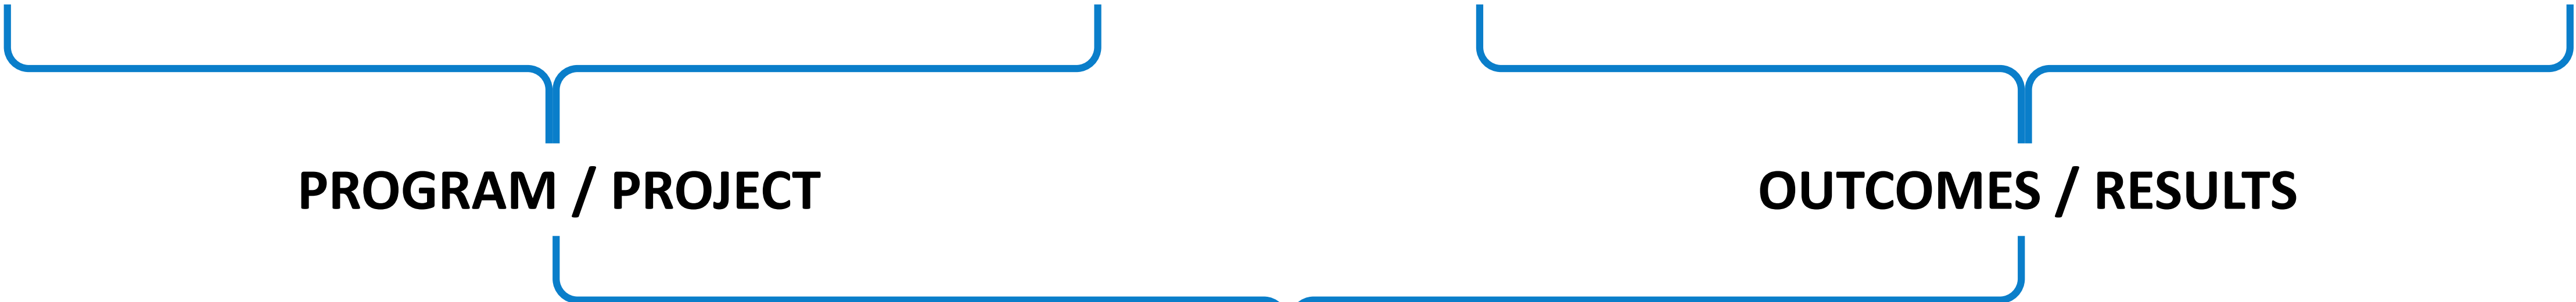 PROGRAM / PROJECT
OUTCOMES / RESULTS